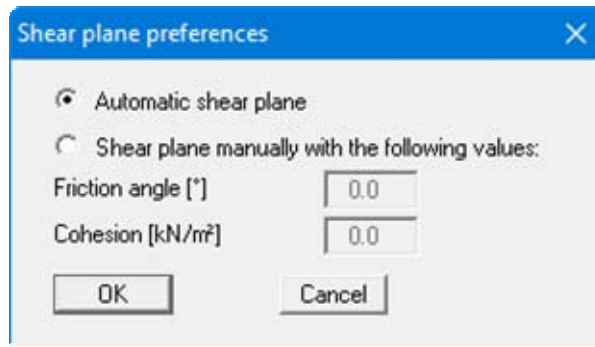 Shear plane preferences
Automatic shear plane
Shear plane manually with the following values:
Friction angle [°] 0.0
Cohesion [kN/m²] 0.0
OK Cancel